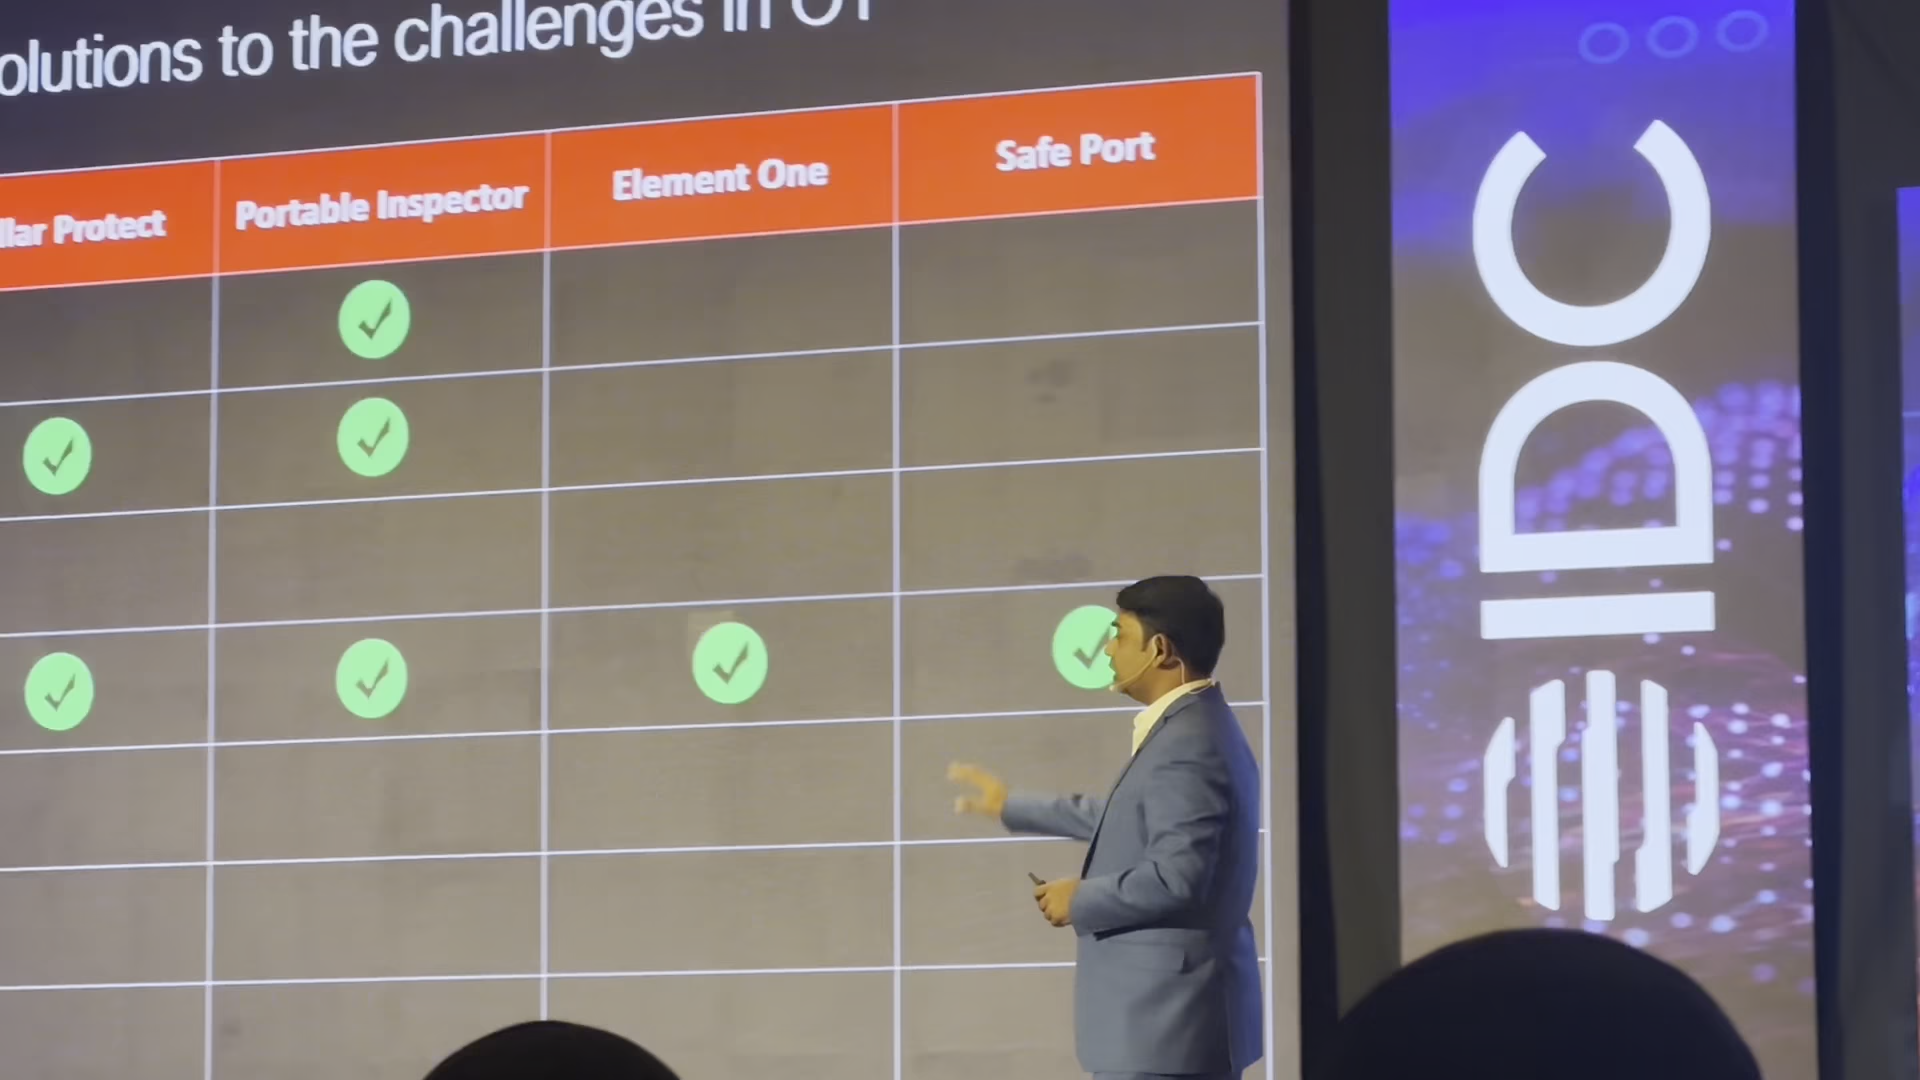 olutions to the challenges in OT
llar Protect
Portable Inspector
Element One
Safe Port
IDC